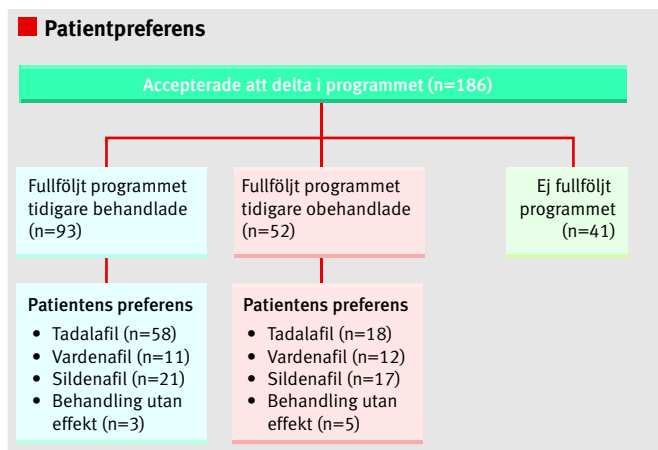 Patientpreferens
Accepterade att delta i programmet (n=186)
Fullföljt programmet
tidigare behandlade
(n=93)
Fullföljt programmet
tidigare obehandlade
(n=52)
Ej fullföljt
programmet
(n=41)
Patientens preferens
• Tadalafil (n=58)
• Vardenafil (n=11)
• Sildenafil (n=21)
• Behandling utan
effekt (n=3)
Patientens preferens
• Tadalafil (n=18)
• Vardenafil (n=12)
• Sildenafil (n=17)
• Behandling utan
effekt (n=5)